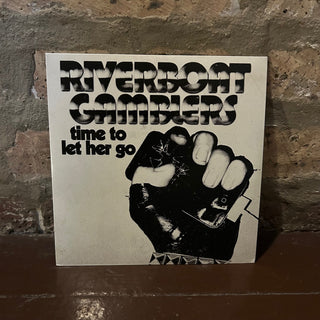 RIVERBOAT
GAMBLERS
time to
let her go